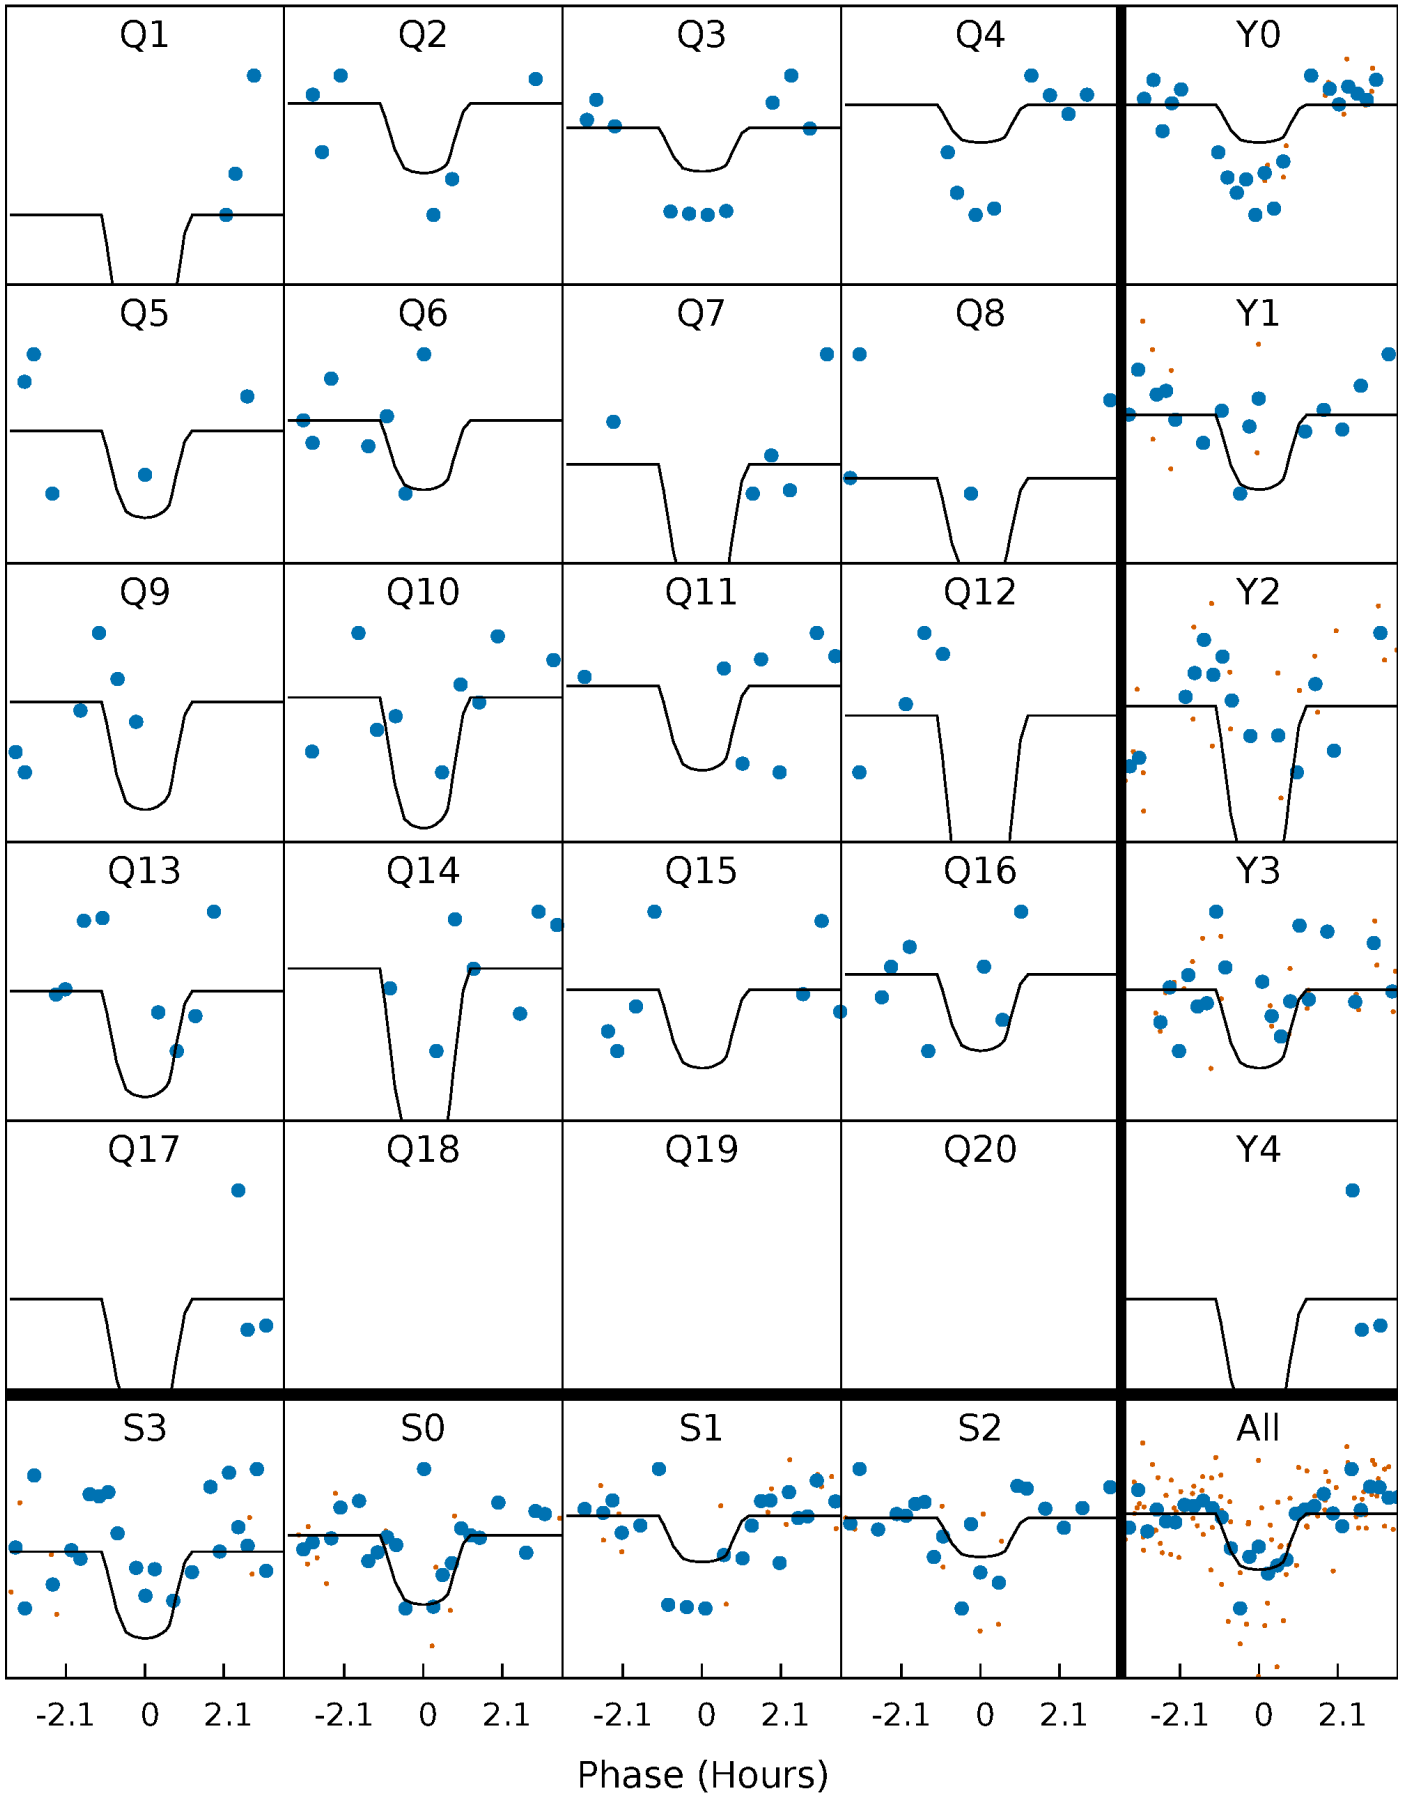 Q1 Q2 Q3 Q4 Y0
Q5 Q6 Q7 Q8 Y1
Q9 Q10 Q11 Q12 Y2
Q13 Q14 Q15 Q16 Y3
Q17 Q18 Q19 Q20 Y4
S3 S0 S1 S2 All
-2.1 0 2.1 -2.1 0 2.1 -2.1 0 2.1 -2.1 0 2.1 -2.1 0 2.1
Phase (Hours)